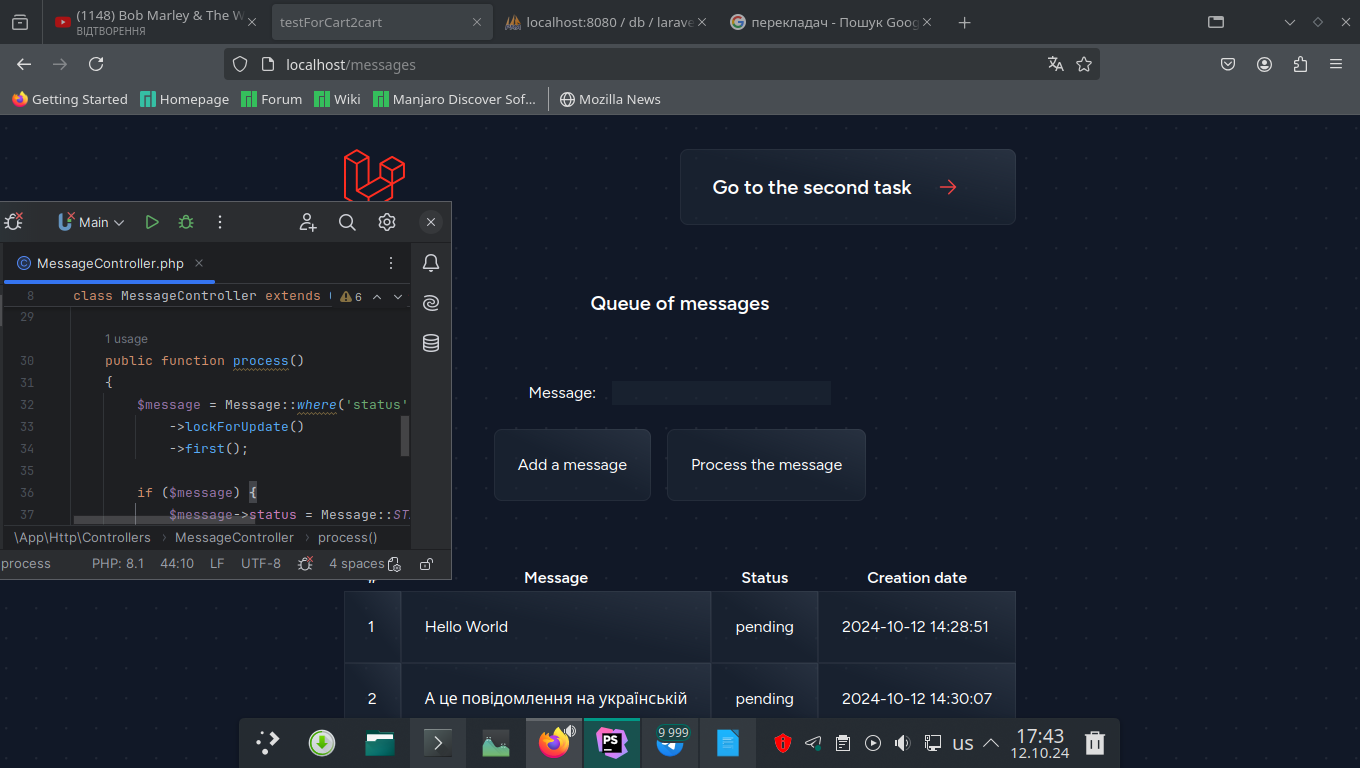 (1148) Bob Marley & The W
ВІДТВОРЕННЯ
testForCart2cart
localhost:8080 / db / larave
перекладач - Пошук Goog
localhost/messages
Getting Started
Homepage
Forum
Wiki
Manjaro Discover Sof...
Mozilla News
Go to the second task
Main
MessageController.php
8 class MessageController extends
6
Queue of messages
29
1 usage
30 public function process()
31 {
Message:
32 $message = Message::where('status'
33 ->lockForUpdate()
34 ->first();
Add a message
Process the message
35
36 if ($message) {
37 $message->status = Message::ST
\App\Http\Controllers › MessageController › process()
process PHP: 8.1 44:10 LF UTF-8 4 spaces
Message Status Creation date
1 Hello World pending 2024-10-12 14:28:51
2 А це повідомлення на українській pending 2024-10-12 14:30:07
PS
9 999
us
17:43
12.10.24